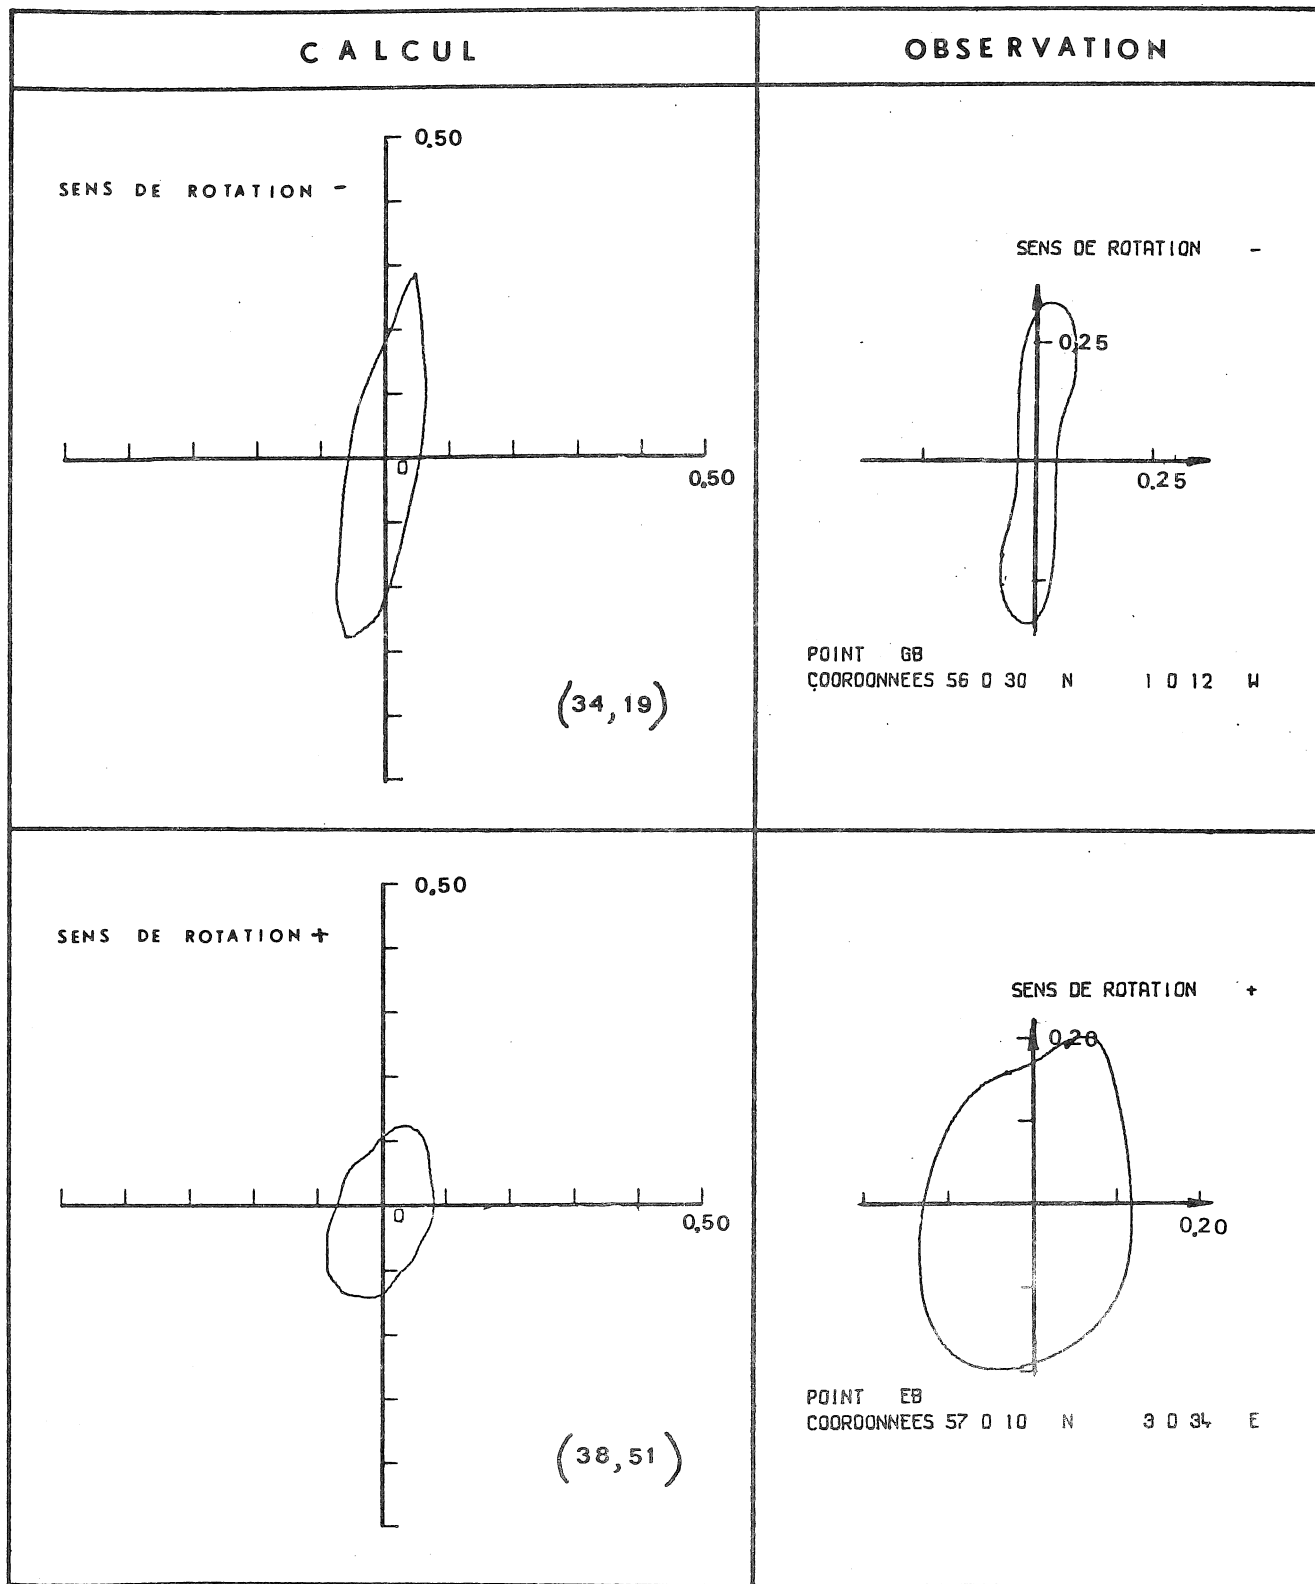 CALCUL
OBSERVATION
0.50
SENS DE ROTATION -
0
0.50
(34,19)
SENS DE ROTATION -
0.25
0.25
POINT GB
COORDONNEES 56 0 30 N 1 0 12 W
0.50
SENS DE ROTATION +
0
0.50
(38,51)
SENS DE ROTATION +
0.20
0.20
POINT EB
COORDONNEES 57 0 10 N 3 0 34 E